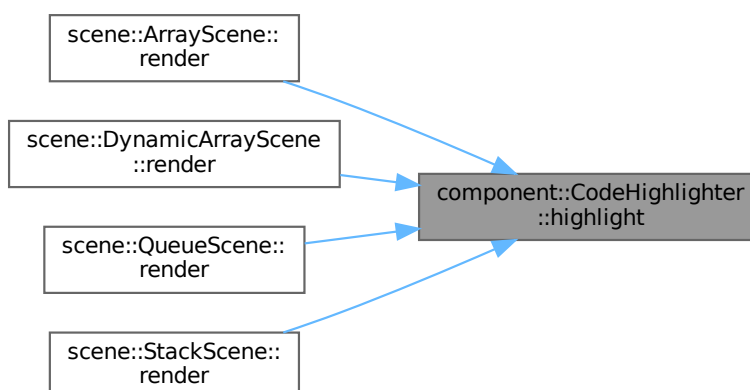 scene::ArrayScene::
render
scene::DynamicArrayScene
::render
component::CodeHighlighter
::highlight
scene::QueueScene::
render
scene::StackScene::
render